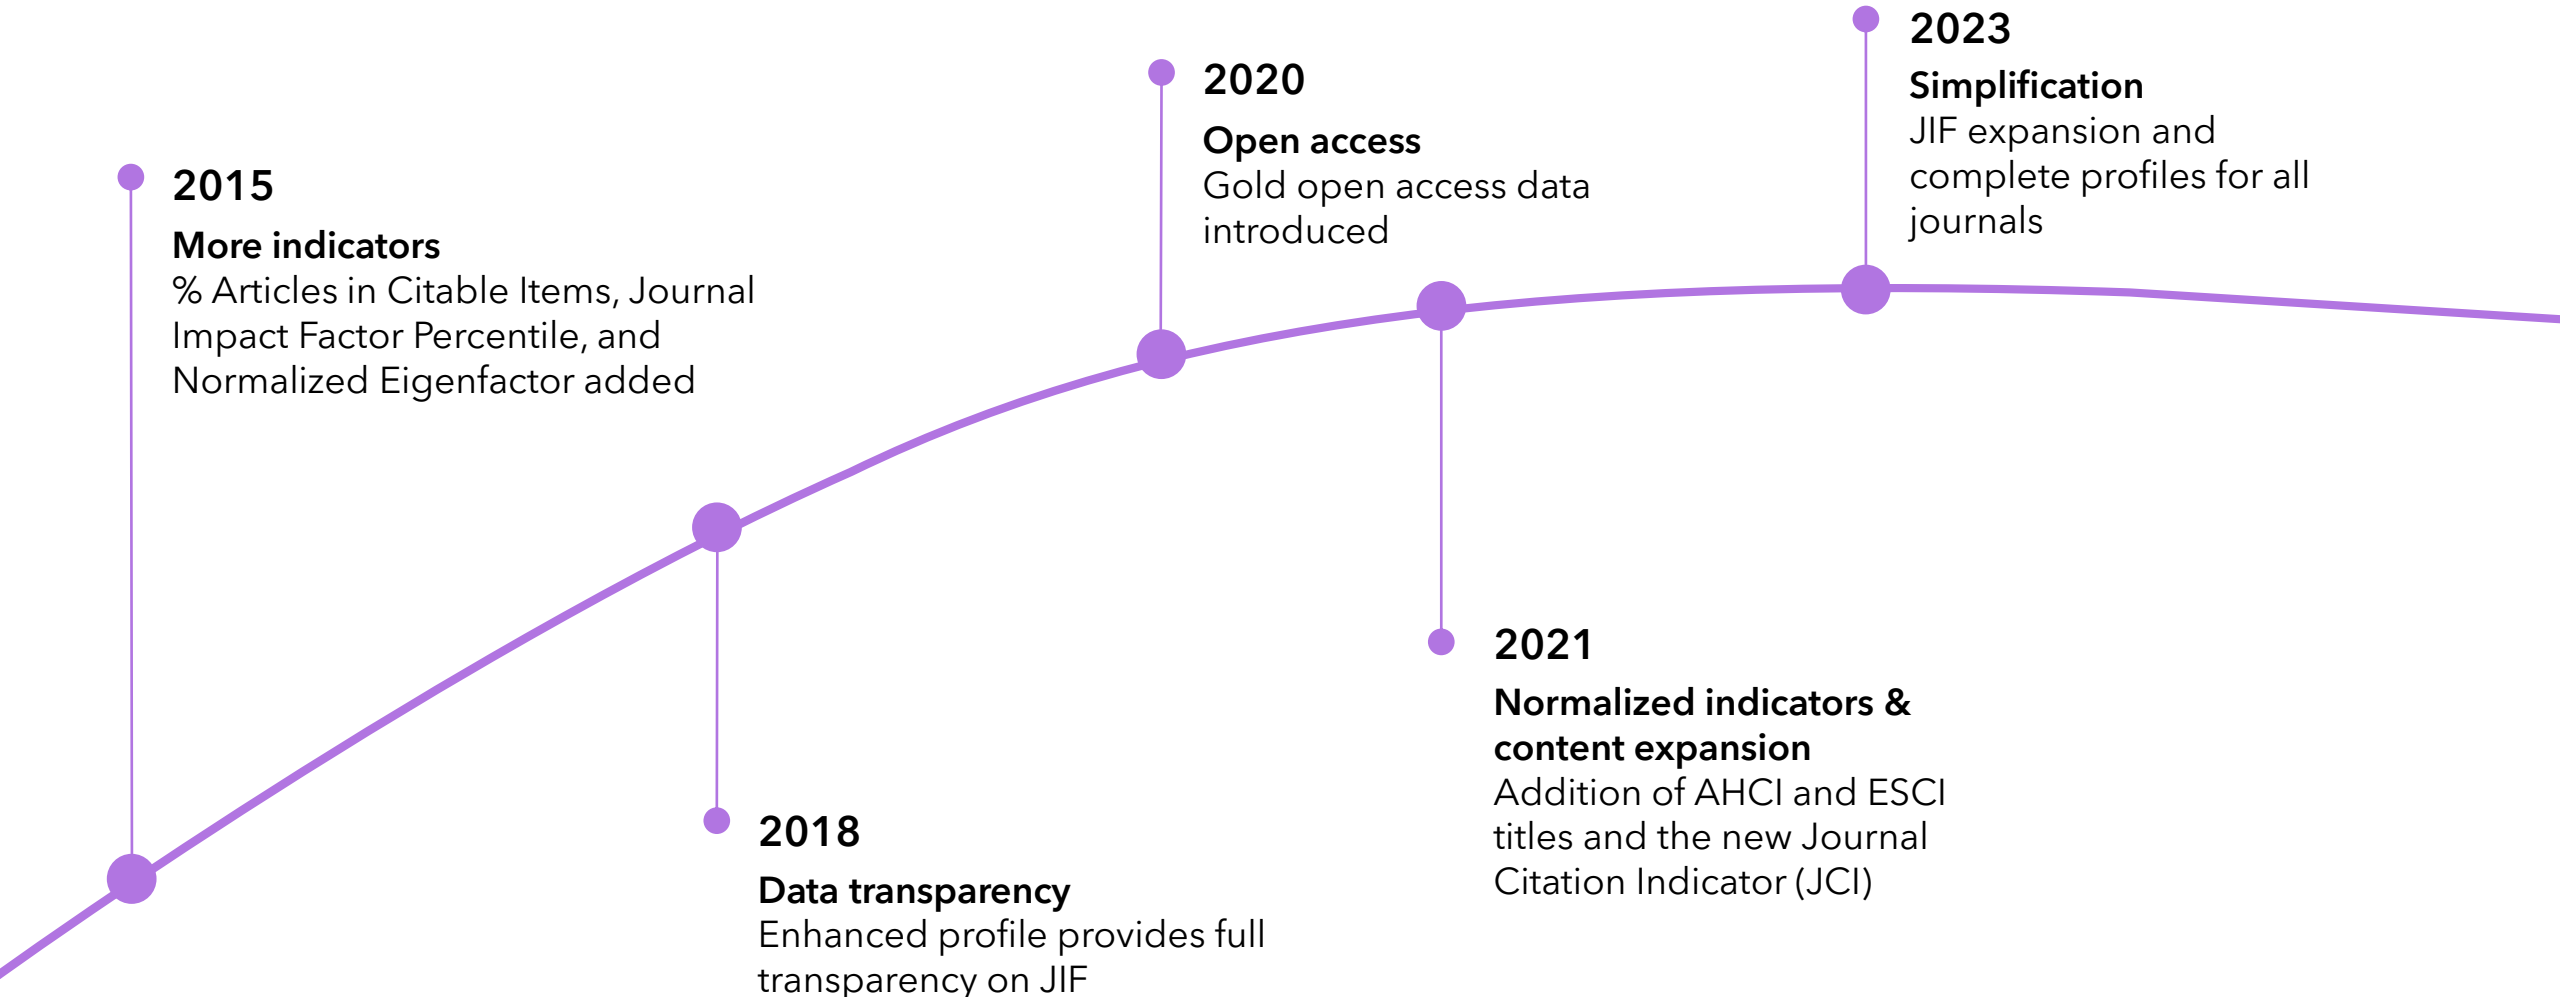 2015
More indicators
% Articles in Citable Items, Journal
Impact Factor Percentile, and
Normalized Eigenfactor added
2018
Data transparency
Enhanced profile provides full
transparency on JIF
2020
Open access
Gold open access data
introduced
2021
Normalized indicators &
content expansion
Addition of AHCI and ESCI
titles and the new Journal
Citation Indicator (JCI)
2023
Simplification
JIF expansion and
complete profiles for all
journals